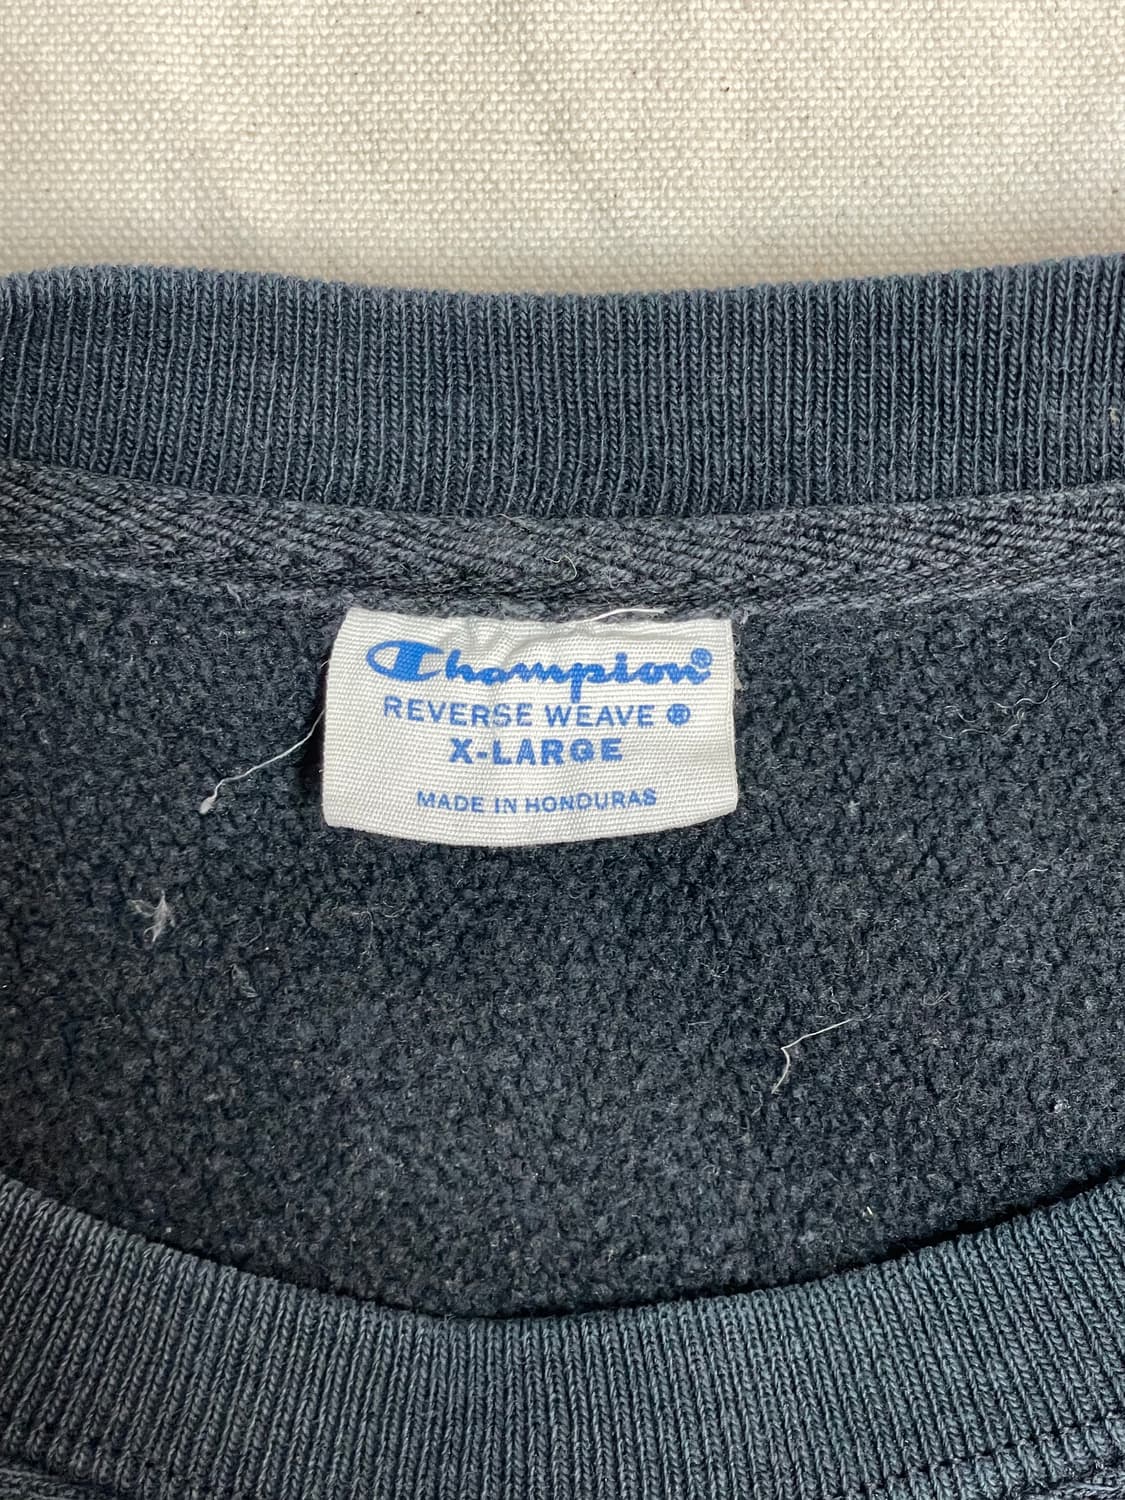 Champion®
REVERSE WEAVE ®
X-LARGE
MADE IN HONDURAS